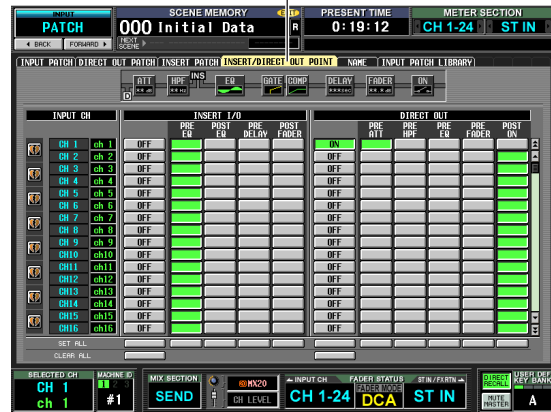 INPUT SCENE MEMORY EDIT PRESENT TIME METER SECTION
PATCH 000 Initial Data R 0:19:12 CH 1-24 ST IN
BACK FORWARD NEXT SCENE
INPUT PATCH DIRECT OUT PATCH INSERT PATCH INSERT/DIRECT OUT POINT NAME INPUT PATCH LIBRARY
ATT HPF INS EQ GATE COMP DELAY FADER ON
D
INPUT CH INSERT I/O DIRECT OUT
PRE EQ POST EQ PRE DELAY POST FADER PRE ATT PRE HPF PRE EQ PRE FADER POST ON
CH 1 ch 1 OFF ON
CH 2 ch 2 OFF OFF
CH 3 ch 3 OFF OFF
CH 4 ch 4 OFF OFF
CH 5 ch 5 OFF OFF
CH 6 ch 6 OFF OFF
CH 7 ch 7 OFF OFF
CH 8 ch 8 OFF OFF
CH 9 ch 9 OFF OFF
CH10 ch10 OFF OFF
CH11 ch11 OFF OFF
CH12 ch12 OFF OFF
CH13 ch13 OFF OFF
CH14 ch14 OFF OFF
CH15 ch15 OFF OFF
CH16 ch16 OFF OFF
SET ALL
CLEAR ALL
SELECTED CH MACHINE ID MIX SECTION MIX20 INPUT CH FADER STATUS ST IN/FXRTN DIRECT RECALL USER DEF KEY BANK
CH 1 1 2 3 SEND CH LEVEL CH 1-24 FADER MODE DCA ST IN MUTE MASTER A
ch 1 #1